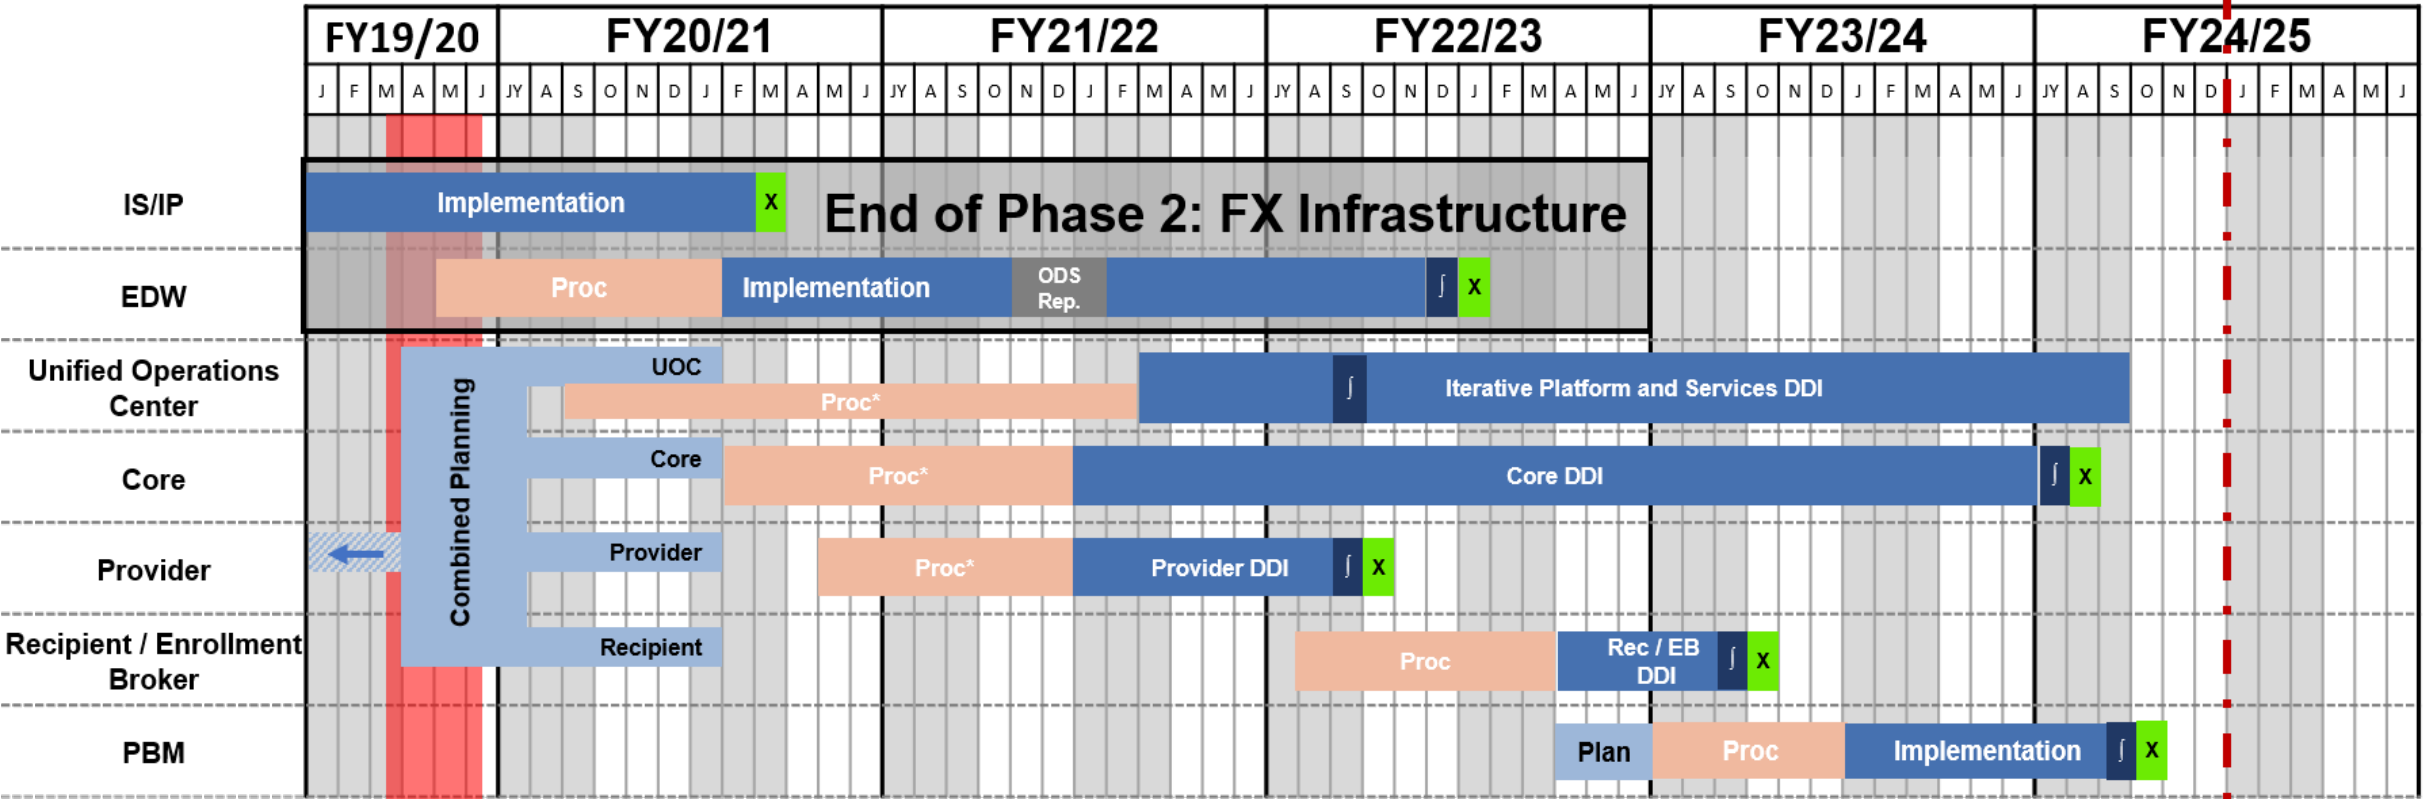 FY19/20 FY20/21 FY21/22 FY22/23 FY23/24 FY24/25
J F M A M J JY A S O N D J F M A M J JY A S O N D J F M A M J JY A S O N D J F M A M J JY A S O N D J F M A M J JY A S O N D J F M A M J
IS/IP
Implementation X
End of Phase 2: FX Infrastructure
EDW
Proc Implementation
ODS
Rep.
∫ X
Unified Operations
Center
UOC
Proc*
∫
Iterative Platform and Services DDI
Combined Planning
Core
Core
Proc*
Core DDI
∫ X
Provider
Provider
Proc*
Provider DDI
∫ X
Recipient / Enrollment
Broker
Recipient
Proc
Rec / EB
DDI
∫ X
PBM
Plan Proc Implementation ∫ X